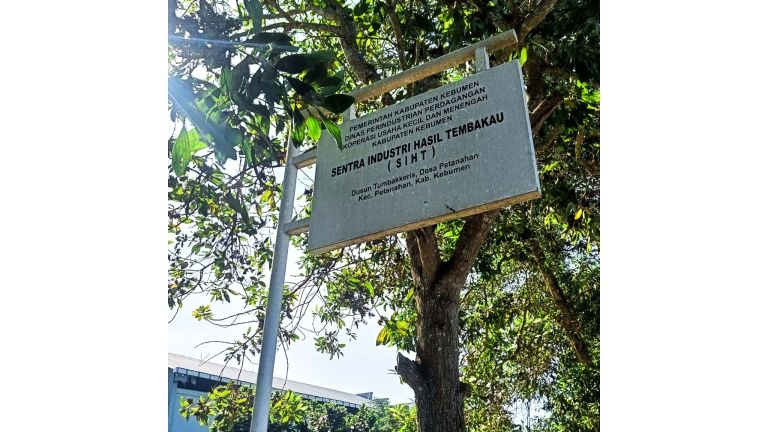 PEMERINTAH KABUPATEN KEBUMEN
DINAS PERINDUSTRIAN PERDAGANGAN
KOPERASI USAHA KECIL DAN MENENGAH
KABUPATEN KEBUMEN
SENTRA INDUSTRI HASIL TEMBAKAU
( S I H T )
Dusun Tumbakkeris, Desa Petanahan
Kec. Petanahan, Kab. Kebumen